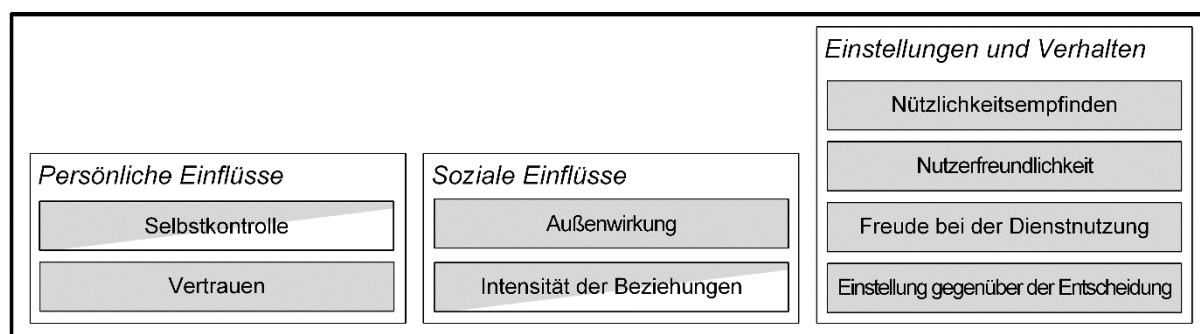 Persönliche Einflüsse
Selbstkontrolle
Vertrauen
Soziale Einflüsse
Außenwirkung
Intensität der Beziehungen
Einstellungen und Verhalten
Nützlichkeitsempfinden
Nutzerfreundlichkeit
Freude bei der Dienstnutzung
Einstellung gegenüber der Entscheidung